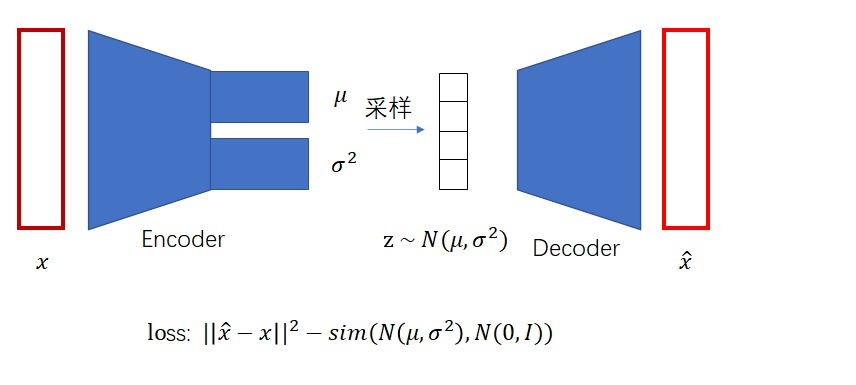 μ
采样
σ²
Encoder
z ~ N(μ, σ²)
Decoder
x
x̂
loss: ||x̂ − x||² − sim(N(μ, σ²), N(0, I))